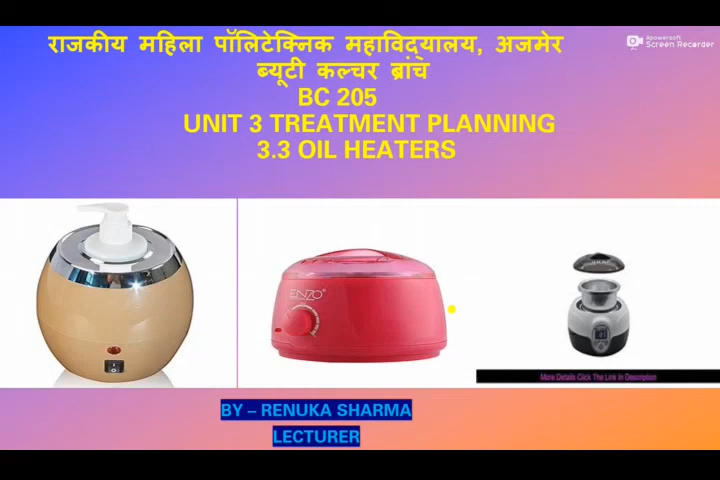 राजकीय महिला पॉलिटेक्निक महाविद्यालय, अजमेर
ब्यूटी कल्चर ब्रांच
BC 205
UNIT 3 TREATMENT PLANNING
3.3 OIL HEATERS
Apowersoft
Screen Recorder
ENZO
More Details Click The Link In Description
BY – RENUKA SHARMA
LECTURER